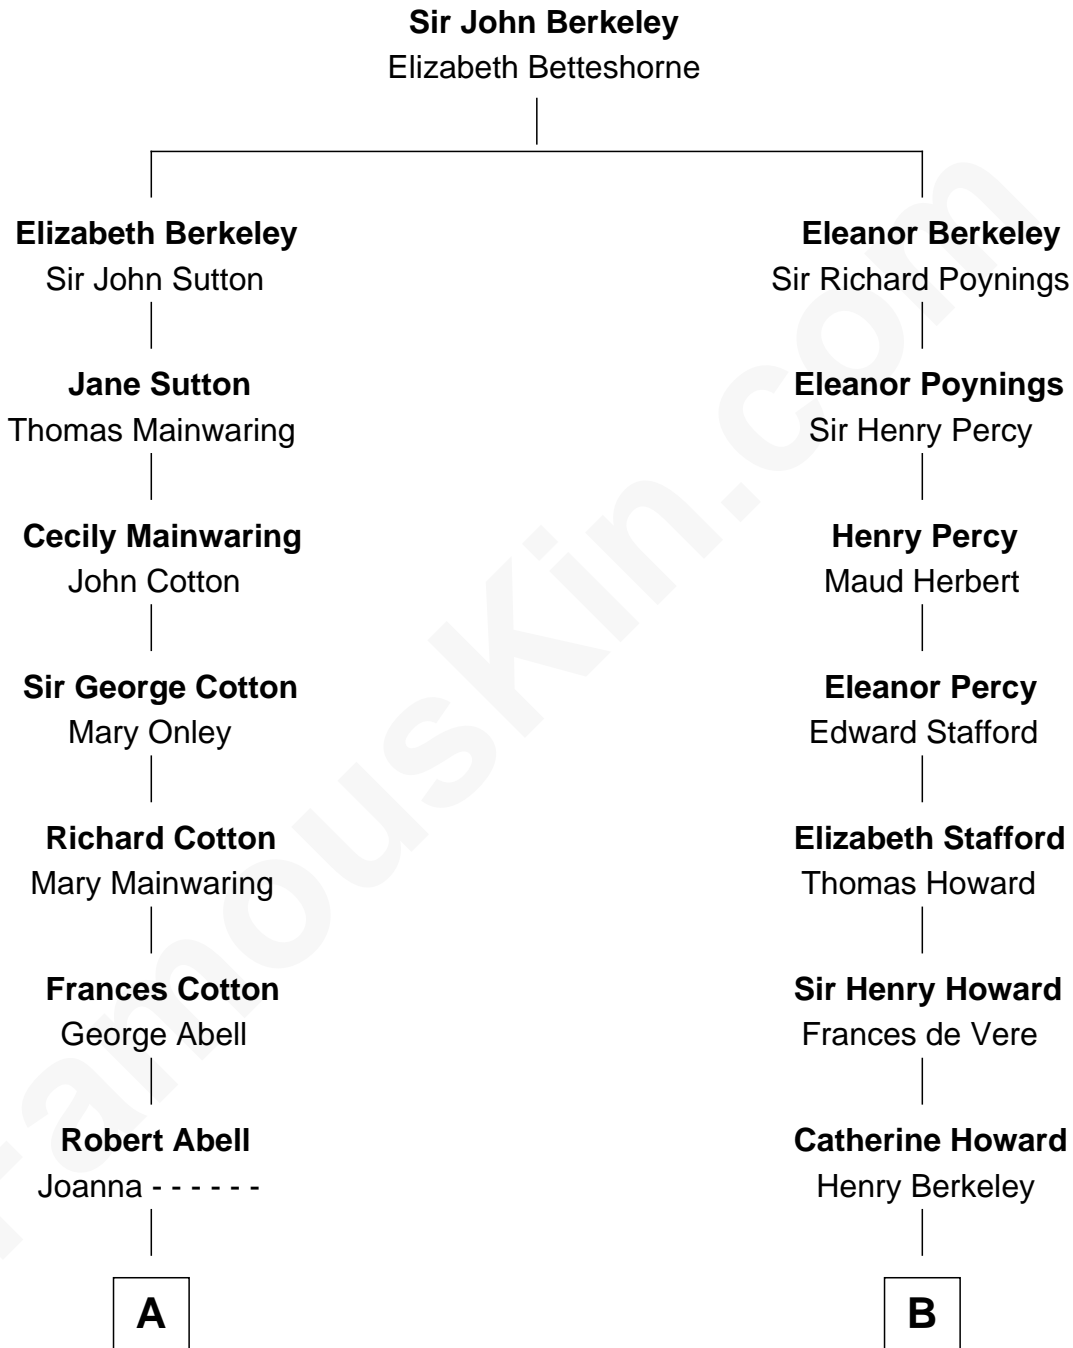 Sir John Berkeley
Elizabeth Betteshorne
Elizabeth Berkeley
Sir John Sutton
Eleanor Berkeley
Sir Richard Poynings
Jane Sutton
Thomas Mainwaring
Eleanor Poynings
Sir Henry Percy
Cecily Mainwaring
John Cotton
Henry Percy
Maud Herbert
Sir George Cotton
Mary Onley
Eleanor Percy
Edward Stafford
Richard Cotton
Mary Mainwaring
Elizabeth Stafford
Thomas Howard
Frances Cotton
George Abell
Sir Henry Howard
Frances de Vere
Robert Abell
Joanna - - - - - -
Catherine Howard
Henry Berkeley
A
B
FamousKin.com